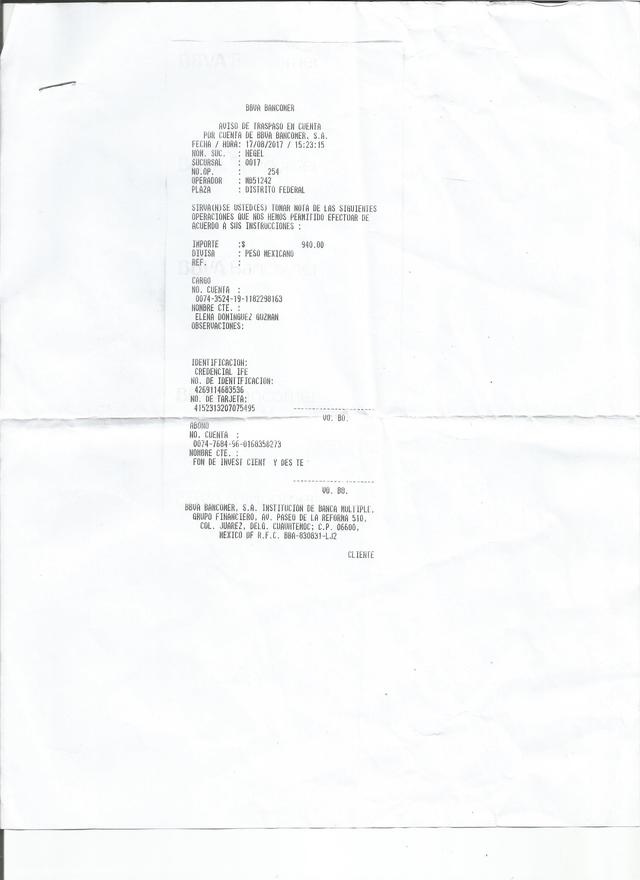 BBVA BANCOMER
AVISO DE TRASPASO EN CUENTA
POR CUENTA DE BBVA BANCOMER, S.A.
FECHA / HORA: 17/08/2017 / 15:23:15
NOM. SUC. : HEGEL
SUCURSAL : 0017
NO.OP. : 254
OPERADOR : MB51242
PLAZA : DISTRITO FEDERAL
SIRVA(N)SE USTED(ES) TOMAR NOTA DE LAS SIGUIENTES
OPERACIONES QUE NOS HEMOS PERMITIDO EFECTUAR DE
ACUERDO A SUS INSTRUCCIONES :
IMPORTE :$ 940.00
DIVISA : PESO MEXICANO
REF. :
CARGO
NO. CUENTA :
0074-3524-19-1182298163
NOMBRE CTE. :
ELENA DOMINGUEZ GUZMAN
OBSERVACIONES:
IDENTIFICACION:
CREDENCIAL IFE
NO. DE IDENTIFICACION:
4269114683536
NO. DE TARJETA:
4152313207075495
VO. BO.
ABONO
NO. CUENTA :
0074-7684-96-0168358273
NOMBRE CTE. :
FON DE INVEST CIENT Y DES TE
VO. BO.
BBVA BANCOMER, S.A. INSTITUCION DE BANCA MULTIPLE,
GRUPO FINANCIERO, AV. PASEO DE LA REFORMA 510,
COL. JUAREZ, DELG. CUAUHTEMOC; C.P. 06600,
MEXICO DF R.F.C. BBA-830831-LJ2
CLIENTE